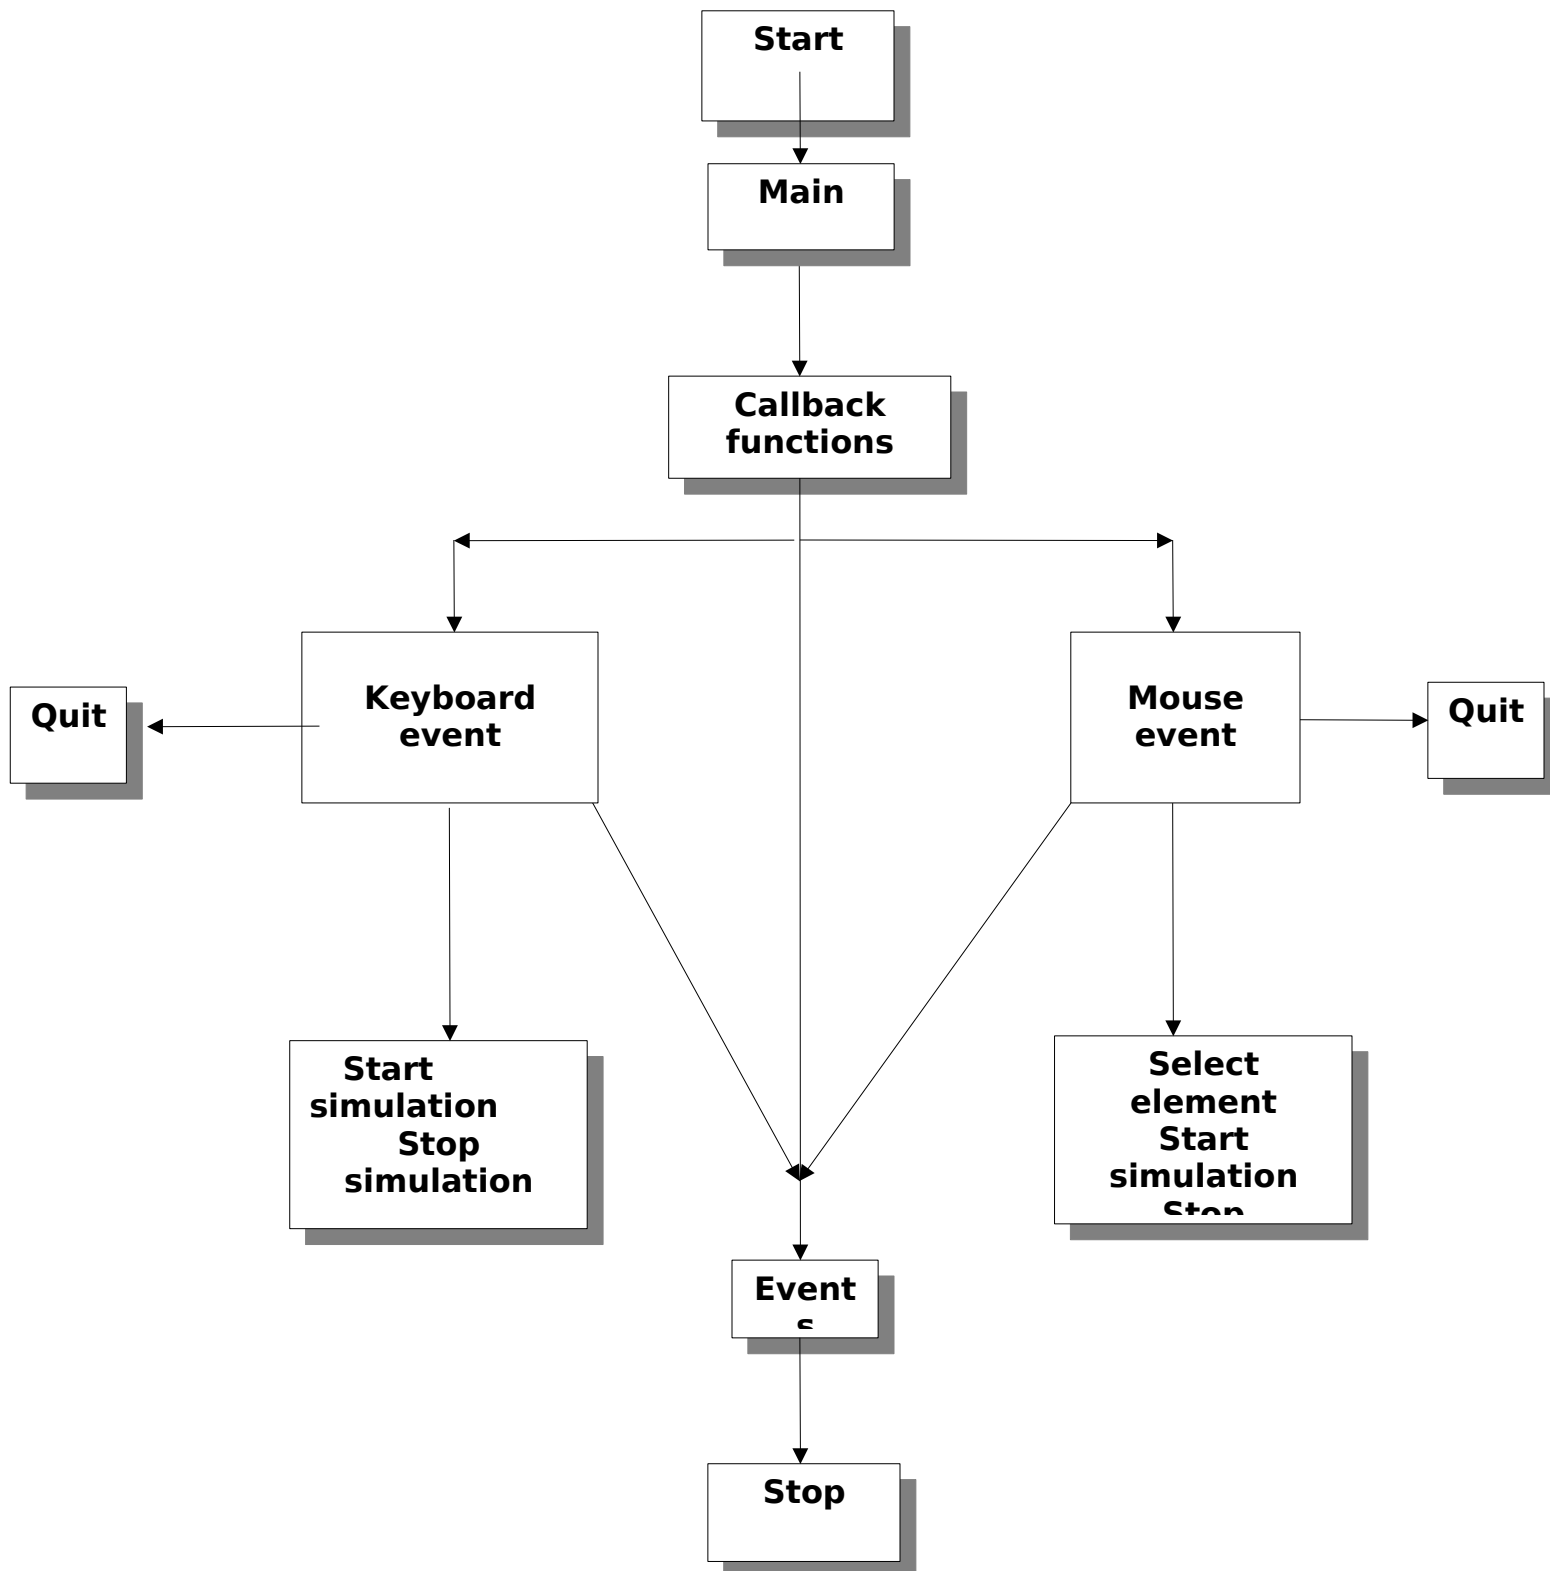 Start
Main
Callback
functions
Keyboard
event
Mouse
event
Quit
Quit
Start
simulation
Stop
simulation
Select
element
Start
simulation
Stop
Event
s
Stop